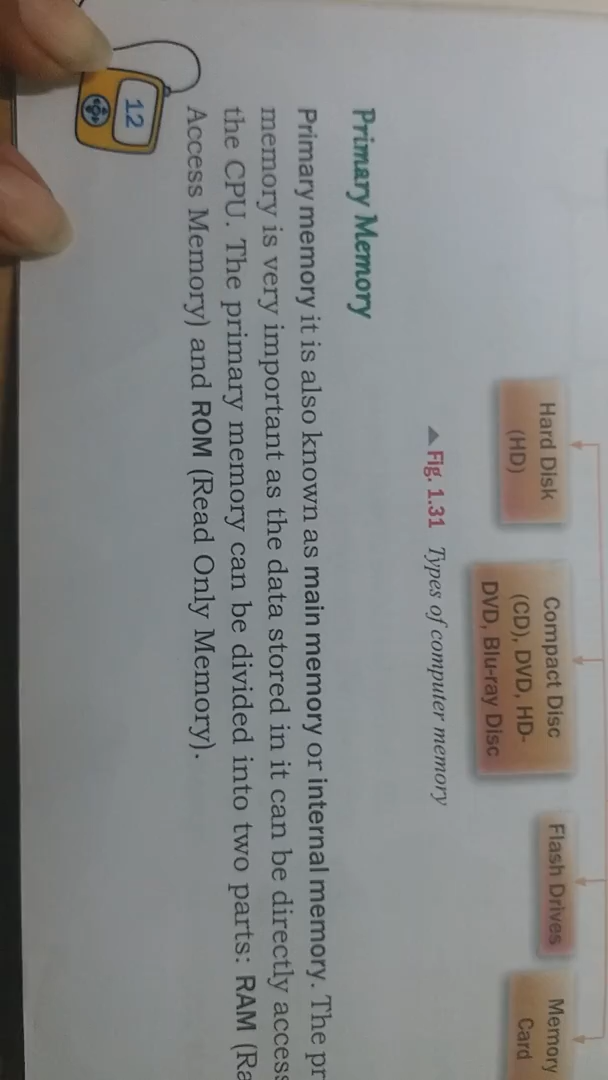 Hard Disk
(HD)
Compact Disc
(CD), DVD, HD-
DVD, Blu-ray Disc
Flash Drives
Memory
Card
▲ Fig. 1.31 Types of computer memory
Primary Memory
Primary memory it is also known as main memory or internal memory. The pr
memory is very important as the data stored in it can be directly access
the CPU. The primary memory can be divided into two parts: RAM (Ra
Access Memory) and ROM (Read Only Memory).
12